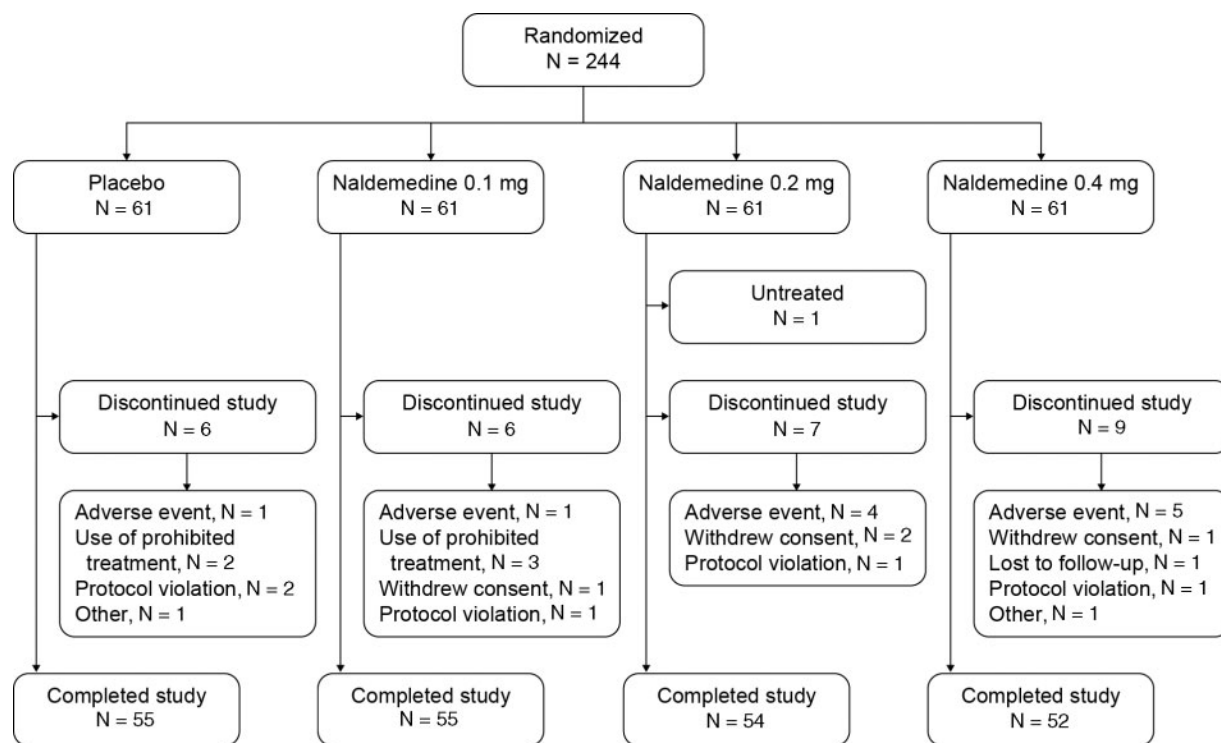 Randomized
N = 244
Placebo
N = 61
Naldemedine 0.1 mg
N = 61
Naldemedine 0.2 mg
N = 61
Naldemedine 0.4 mg
N = 61
Untreated
N = 1
Discontinued study
N = 6
Discontinued study
N = 6
Discontinued study
N = 7
Discontinued study
N = 9
Adverse event, N = 1
Use of prohibited
treatment, N = 2
Protocol violation, N = 2
Other, N = 1
Adverse event, N = 1
Use of prohibited
treatment, N = 3
Withdrew consent, N = 1
Protocol violation, N = 1
Adverse event, N = 4
Withdrew consent, N = 2
Protocol violation, N = 1
Adverse event, N = 5
Withdrew consent, N = 1
Lost to follow-up, N = 1
Protocol violation, N = 1
Other, N = 1
Completed study
N = 55
Completed study
N = 55
Completed study
N = 54
Completed study
N = 52